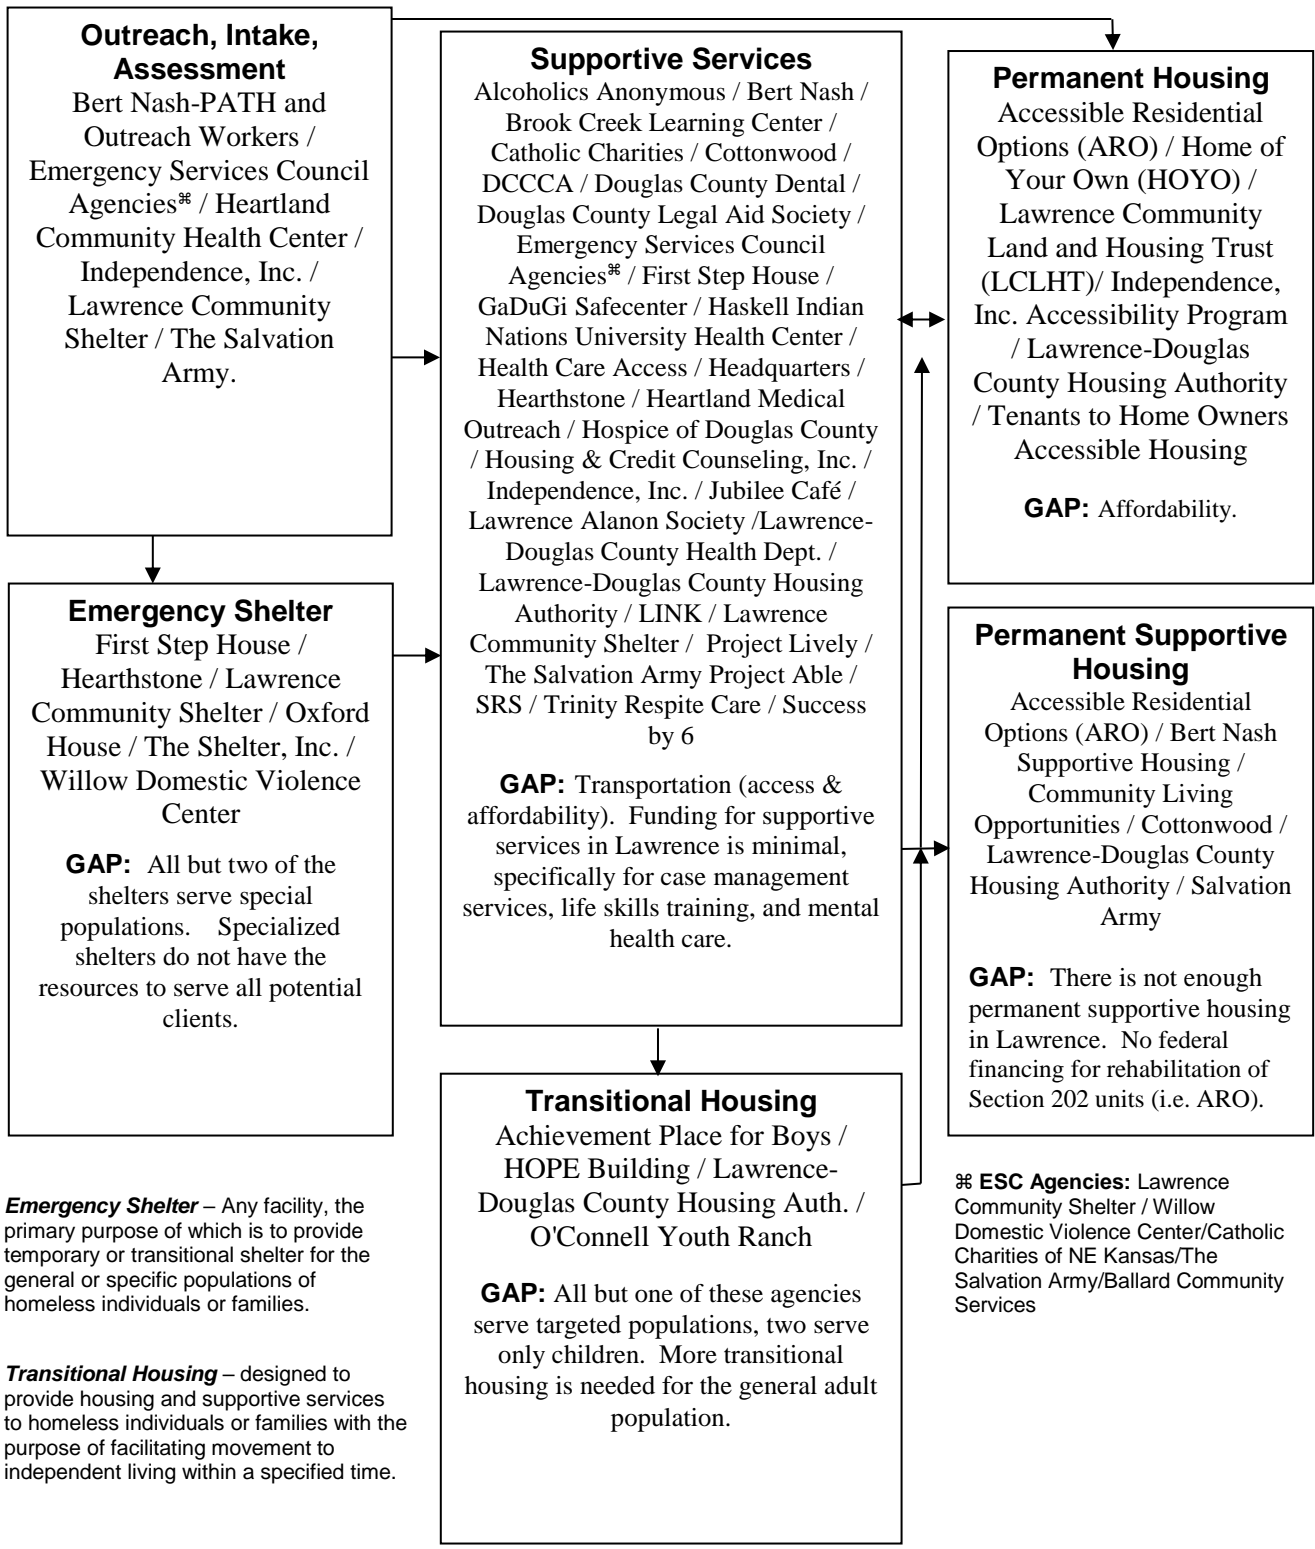 Outreach, Intake,
Assessment
Bert Nash-PATH and
Outreach Workers /
Emergency Services Council
Agencies⌘ / Heartland
Community Health Center /
Independence, Inc. /
Lawrence Community
Shelter / The Salvation
Army.
Emergency Shelter
First Step House /
Hearthstone / Lawrence
Community Shelter / Oxford
House / The Shelter, Inc. /
Willow Domestic Violence
Center
GAP: All but two of the
shelters serve special
populations. Specialized
shelters do not have the
resources to serve all potential
clients.
Supportive Services
Alcoholics Anonymous / Bert Nash /
Brook Creek Learning Center /
Catholic Charities / Cottonwood /
DCCCA / Douglas County Dental /
Douglas County Legal Aid Society /
Emergency Services Council
Agencies⌘ / First Step House /
GaDuGi Safecenter / Haskell Indian
Nations University Health Center /
Health Care Access / Headquarters /
Hearthstone / Heartland Medical
Outreach / Hospice of Douglas County
/ Housing & Credit Counseling, Inc. /
Independence, Inc. / Jubilee Café /
Lawrence Alanon Society /Lawrence-
Douglas County Health Dept. /
Lawrence-Douglas County Housing
Authority / LINK / Lawrence
Community Shelter / Project Lively /
The Salvation Army Project Able /
SRS / Trinity Respite Care / Success
by 6
GAP: Transportation (access &
affordability). Funding for supportive
services in Lawrence is minimal,
specifically for case management
services, life skills training, and mental
health care.
Transitional Housing
Achievement Place for Boys /
HOPE Building / Lawrence-
Douglas County Housing Auth. /
O'Connell Youth Ranch
GAP: All but one of these agencies
serve targeted populations, two serve
only children. More transitional
housing is needed for the general adult
population.
Permanent Housing
Accessible Residential
Options (ARO) / Home of
Your Own (HOYO) /
Lawrence Community
Land and Housing Trust
(LCLHT)/ Independence,
Inc. Accessibility Program
/ Lawrence-Douglas
County Housing Authority
/ Tenants to Home Owners
Accessible Housing
GAP: Affordability.
Permanent Supportive
Housing
Accessible Residential
Options (ARO) / Bert Nash
Supportive Housing /
Community Living
Opportunities / Cottonwood /
Lawrence-Douglas County
Housing Authority / Salvation
Army
GAP: There is not enough
permanent supportive housing
in Lawrence. No federal
financing for rehabilitation of
Section 202 units (i.e. ARO).
Emergency Shelter – Any facility, the
primary purpose of which is to provide
temporary or transitional shelter for the
general or specific populations of
homeless individuals or families.
Transitional Housing – designed to
provide housing and supportive services
to homeless individuals or families with the
purpose of facilitating movement to
independent living within a specified time.
⌘ ESC Agencies: Lawrence
Community Shelter / Willow
Domestic Violence Center/Catholic
Charities of NE Kansas/The
Salvation Army/Ballard Community
Services